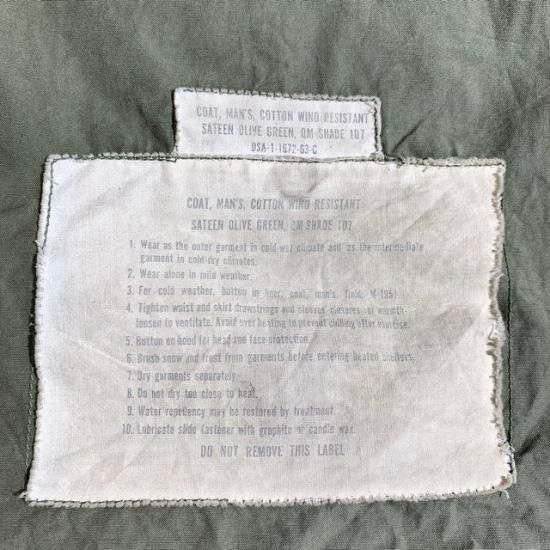 COAT, MAN'S, COTTON WIND RESISTANT
SATEEN OLIVE GREEN, QM SHADE 107
DSA-1-1672-63-C
COAT, MAN'S, COTTON WIND RESISTANT
SATEEN OLIVE GREEN, QM SHADE 107
1. Wear as the outer garment in cold-wet climate and as the intermediate
garment in cold-dry climates.
2. Wear alone in mild weather.
3. For cold weather, button in liner, coat, man's, field, M-1951
4. Tighten waist and skirt drawstrings and sleeves closures for warmth-
loosen to ventilate. Avoid over heating to prevent chilling after exercise.
5. Button on hood for head and face protection.
6. Brush snow and frost from garments before entering heated shelters.
7. Dry garments separately.
8. Do not dry too close to heat.
9. Water repellency may be restored by treatment.
10. Lubricate slide fastener with graphite or candle wax.
DO NOT REMOVE THIS LABEL